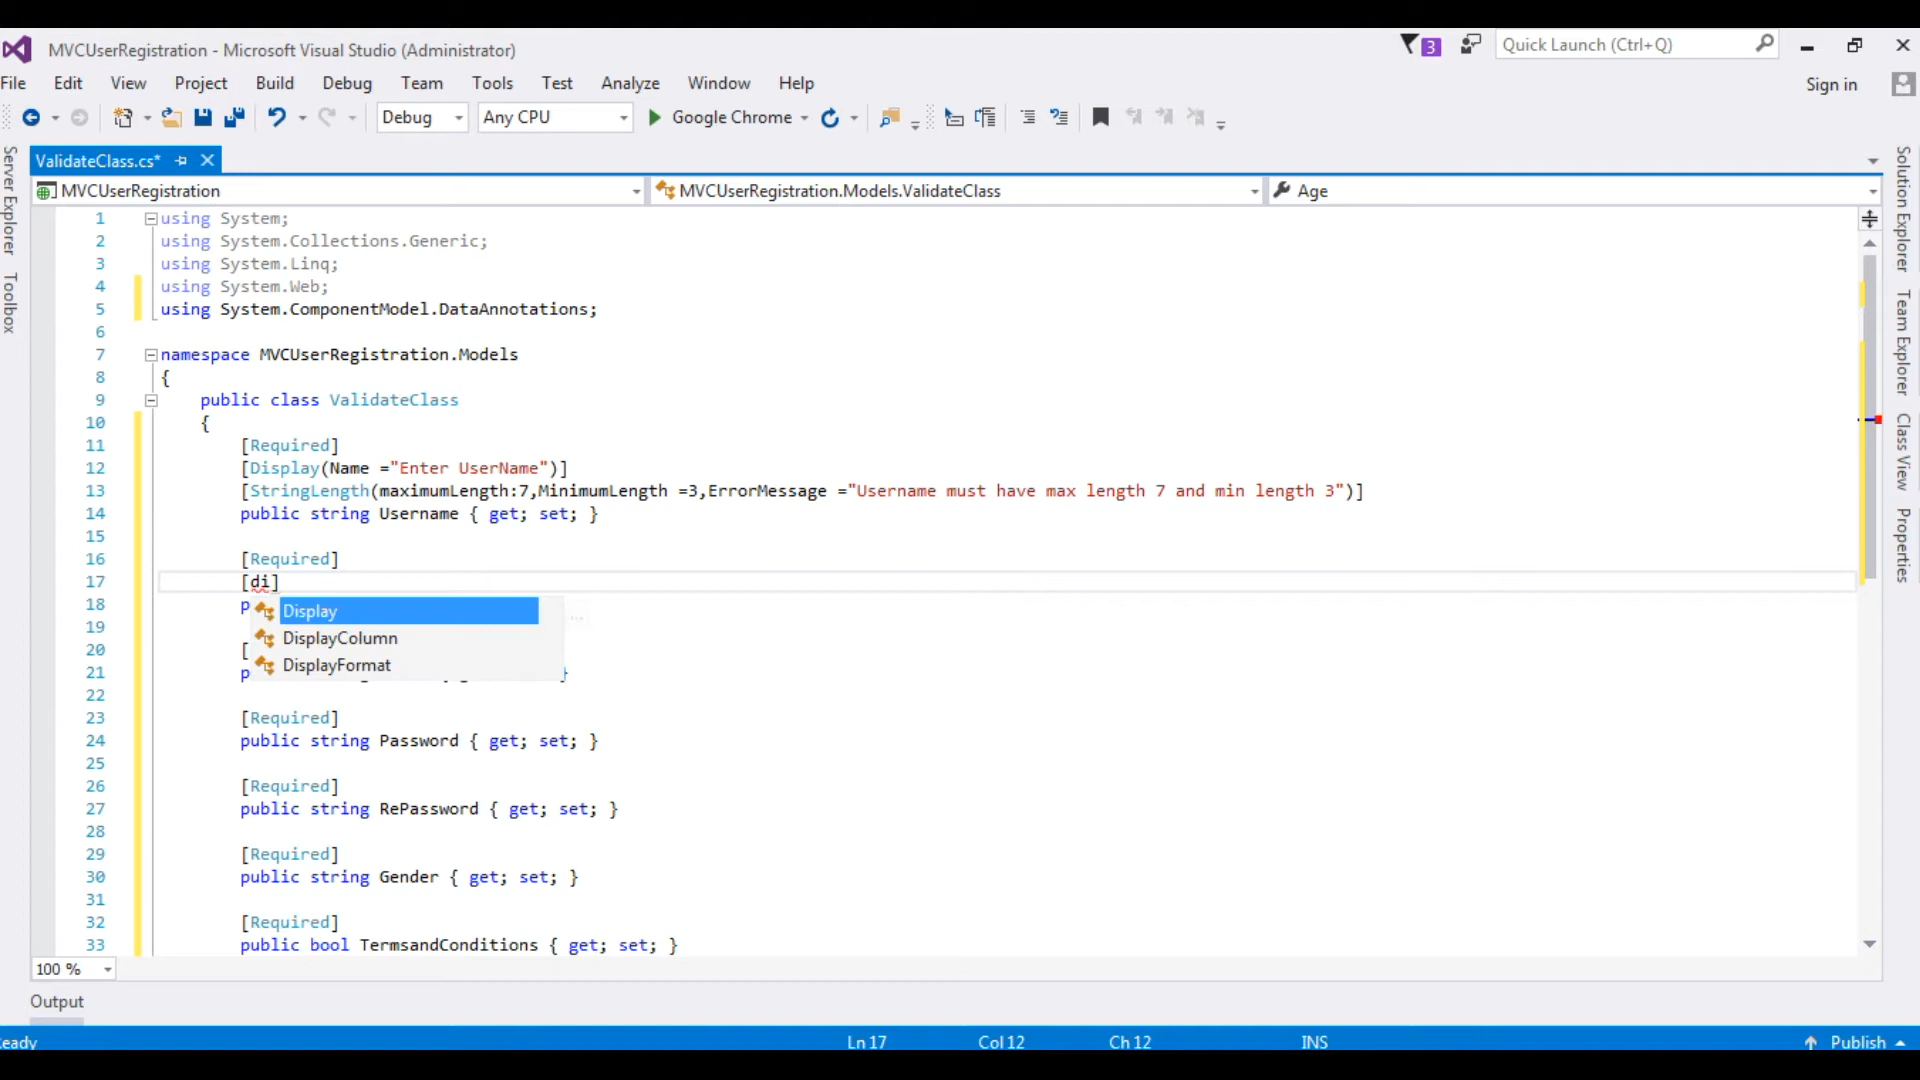 MVCUserRegistration - Microsoft Visual Studio (Administrator)
3
Quick Launch (Ctrl+Q)
File Edit View Project Build Debug Team Tools Test Analyze Window Help
Sign in
Debug Any CPU Google Chrome
Server Explorer
Toolbox
ValidateClass.cs*
MVCUserRegistration MVCUserRegistration.Models.ValidateClass Age
1 using System;
2 using System.Collections.Generic;
3 using System.Linq;
4 using System.Web;
5 using System.ComponentModel.DataAnnotations;
6
7 namespace MVCUserRegistration.Models
8 {
9 public class ValidateClass
10 {
11 [Required]
12 [Display(Name ="Enter UserName")]
13 [StringLength(maximumLength:7,MinimumLength =3,ErrorMessage ="Username must have max length 7 and min length 3")]
14 public string Username { get; set; }
15
16 [Required]
17 [di]
18 p
Display
19
DisplayColumn
20 [
DisplayFormat
21 p }
22
23 [Required]
24 public string Password { get; set; }
25
26 [Required]
27 public string RePassword { get; set; }
28
29 [Required]
30 public string Gender { get; set; }
31
32 [Required]
33 public bool TermsandConditions { get; set; }
100 %
Output
eady Ln 17 Col 12 Ch 12 INS Publish
Solution Explorer
Team Explorer
Class View
Properties